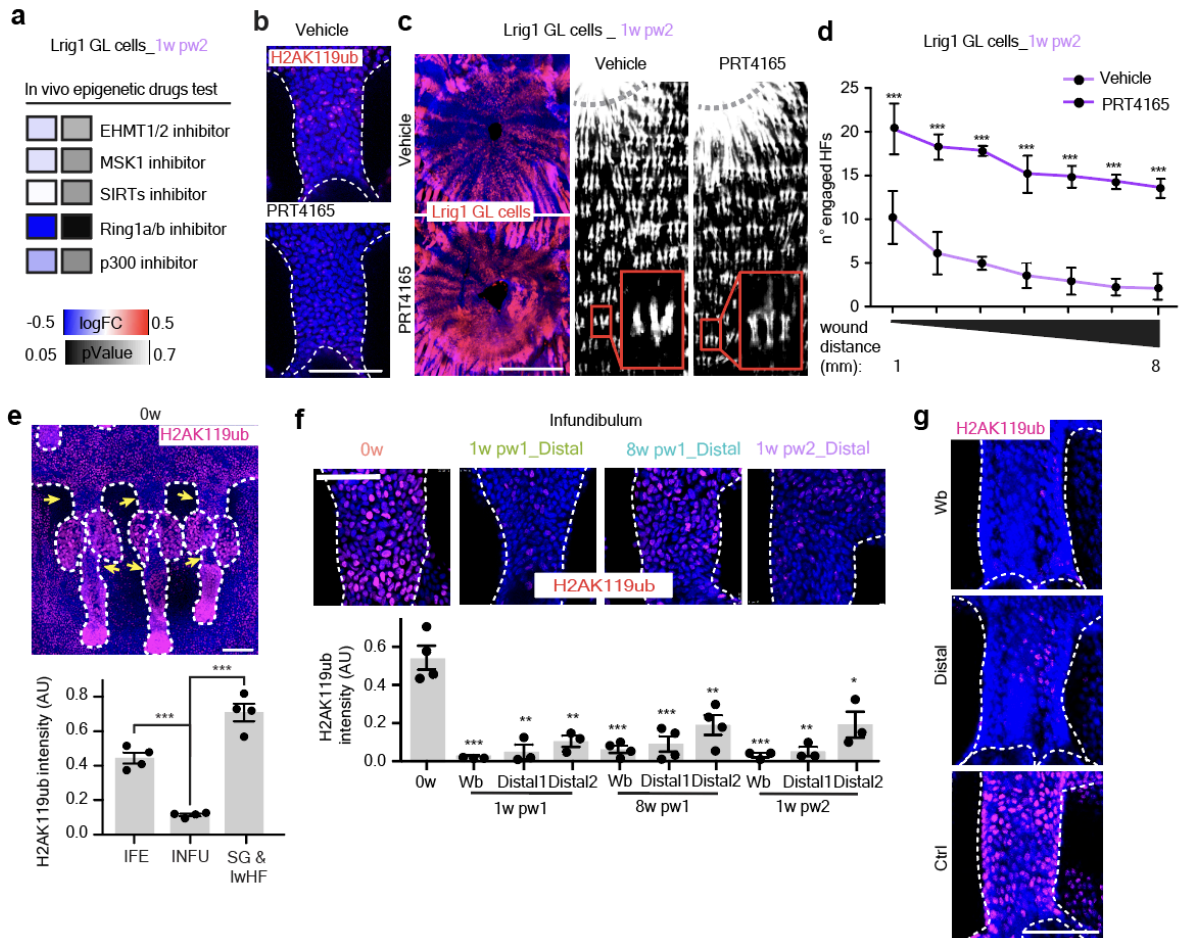 a
Lrig1 GL cells_1w pw2
In vivo epigenetic drugs test
EHMT1/2 inhibitor
MSK1 inhibitor
SIRTs inhibitor
Ring1a/b inhibitor
p300 inhibitor
-0.5 logFC 0.5
0.05 pValue 0.7
b
Vehicle
H2AK119ub
PRT4165
c
Lrig1 GL cells _ 1w pw2
Vehicle
PRT4165
Lrig1 GL cells
Vehicle
PRT4165
d
Lrig1 GL cells_1w pw2
Vehicle
PRT4165
n° engaged HFs
25
20
15
10
5
0
*** *** *** *** *** *** ***
wound
distance
(mm):
1
8
e
0w
H2AK119ub
H2AK119ub intensity (AU)
0.8
0.6
0.4
0.2
0.0
***
***
IFE
INFU
SG &
lwHF
f
Infundibulum
0w
1w pw1_Distal
8w pw1_Distal
1w pw2_Distal
H2AK119ub
H2AK119ub
intensity (AU)
0.6
0.4
0.2
0.0
*** ** ** *** *** ** *** ** *
0w
Wb Distal1 Distal2
Wb Distal1 Distal2
Wb Distal1 Distal2
1w pw1
8w pw1
1w pw2
g
H2AK119ub
Wb
Distal
Ctrl